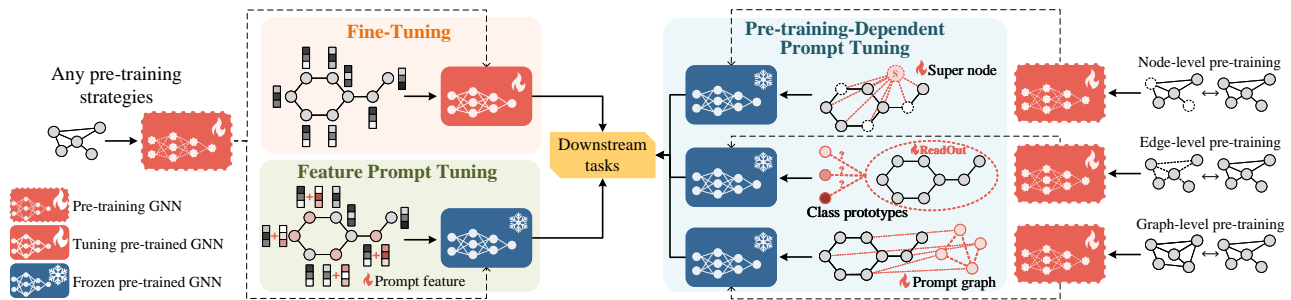 Any pre-training
strategies
Pre-training GNN
Tuning pre-trained GNN
Frozen pre-trained GNN
Fine-Tuning
Feature Prompt Tuning
Prompt feature
Downstream
tasks
Pre-training-Dependent
Prompt Tuning
S
Super node
?
?
?
ReadOut
Class prototypes
Prompt graph
Node-level pre-training
Edge-level pre-training
Graph-level pre-training